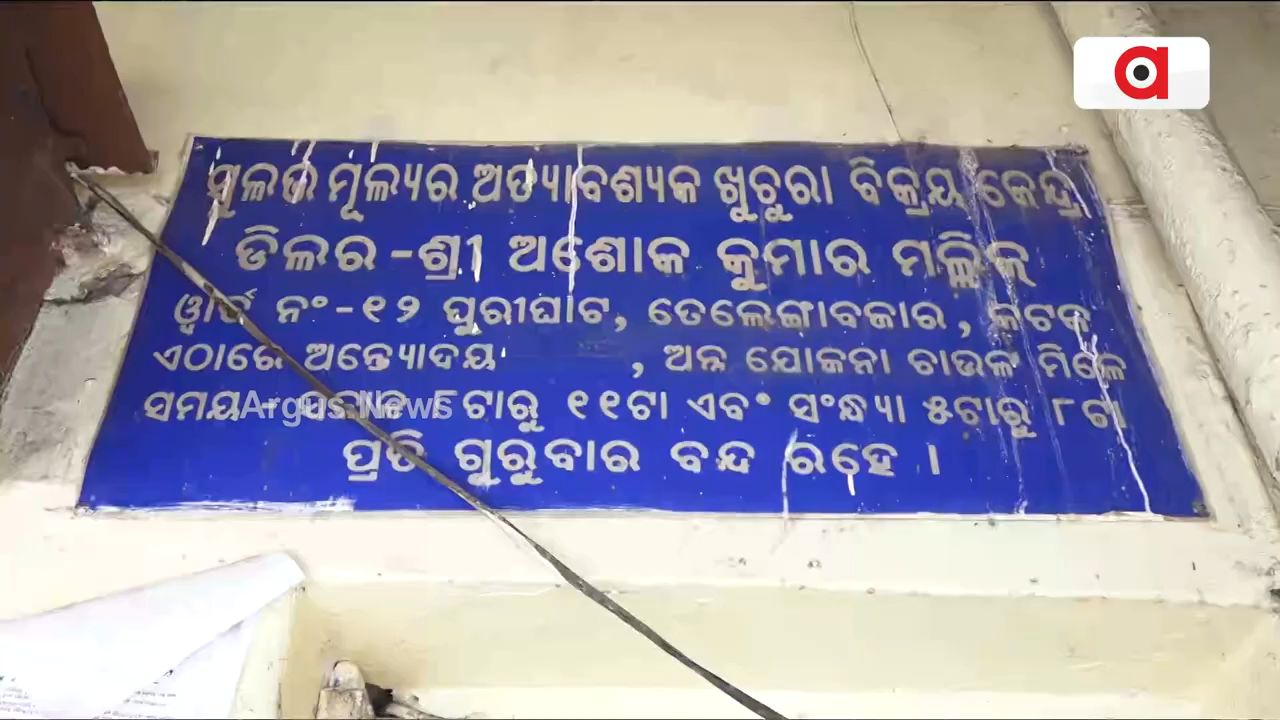 ସୁଲଭ ମୂଲ୍ୟର ଅତ୍ୟାବଶ୍ୟକ ଖୁଚୁରା ବିକ୍ରୟ କେନ୍ଦ୍ର
ଡିଲର -ଶ୍ରୀ ଅଶୋକ କୁମାର ମଲ୍ଲିକ୍
ୱାର୍ଡ ନଂ -୧୨ ପୁରୀଘାଟ, ତେଲେଙ୍ଗାବଜାର, କଟକ
ଏଠାରେ ଅନ୍ତ୍ୟୋଦୟ , ଅନ୍ନ ଯୋଜନା ଚାଉଳ ମିଳେ
ସମୟ ୮ଟାରୁ ୧୧ଟା ଏବଂ ସଂନ୍ଧ୍ୟା ୫ଟାରୁ ୮ଟା
Argus News
ପ୍ରତି ଗୁରୁବାର ବନ୍ଦ ରହେ ।